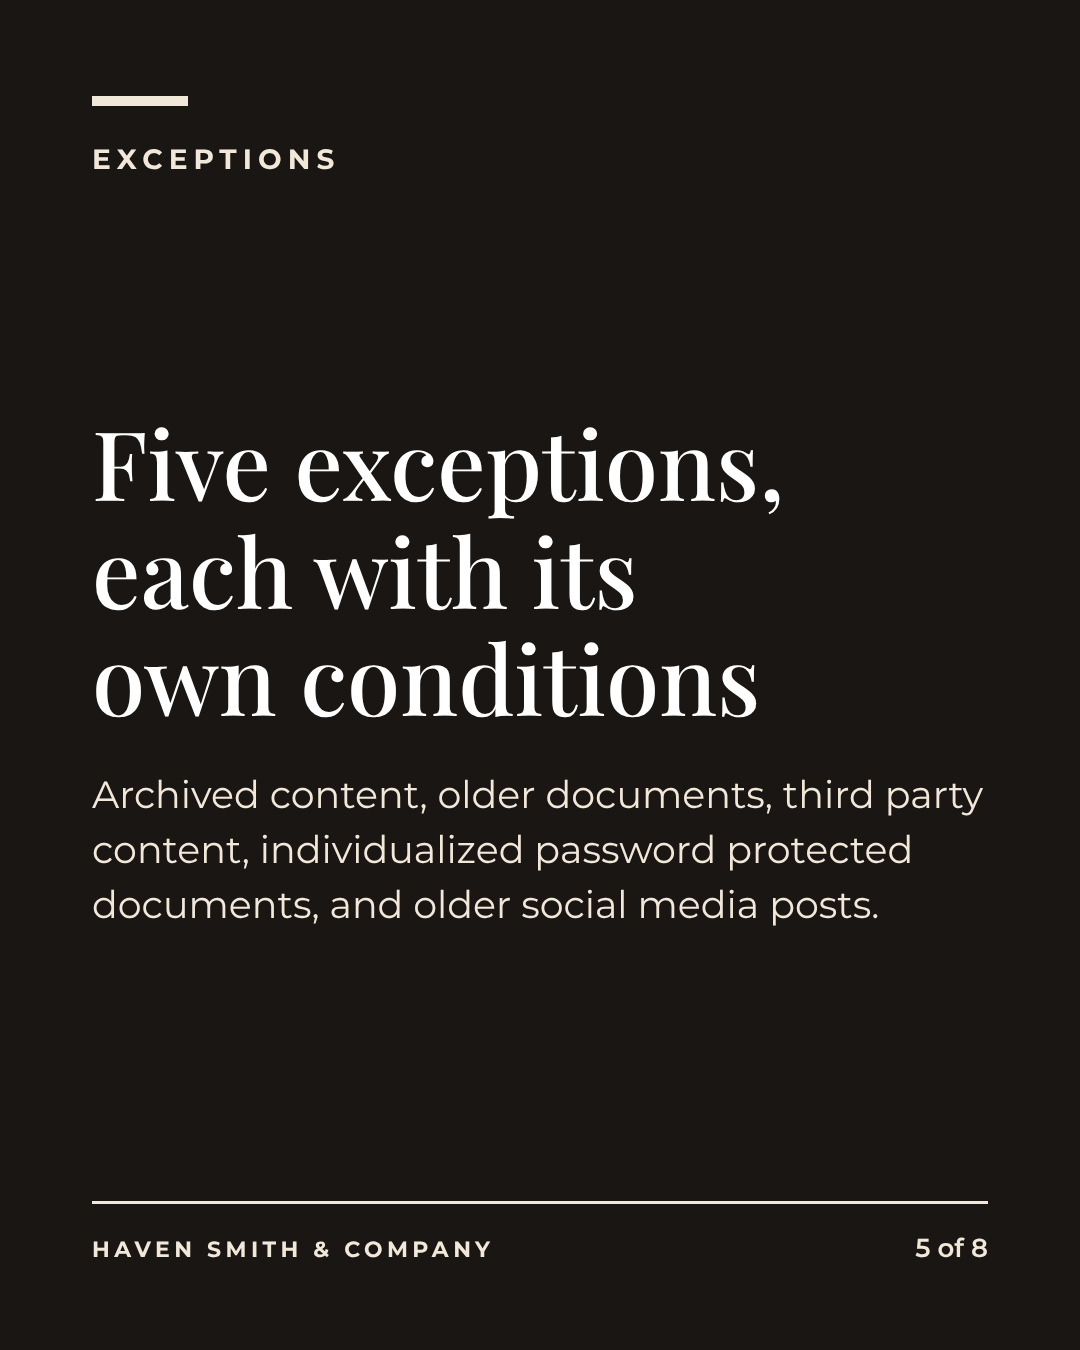 EXCEPTIONS
Five exceptions,
each with its
own conditions
Archived content, older documents, third party
content, individualized password protected
documents, and older social media posts.
HAVEN SMITH & COMPANY
5 of 8